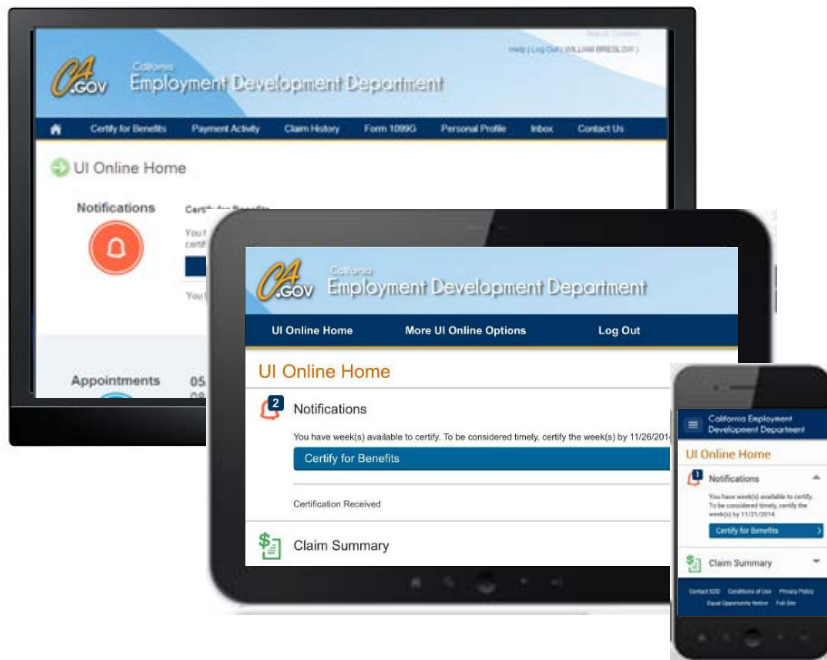 Help | Log Out ( WILLIAM BRESLOW )
CA.GOV
California
Employment Development Department
Certify for Benefits Payment Activity Claim History Form 1099G Personal Profile Inbox Contact Us
UI Online Home
Notifications
Appointments
CA.GOV
California
Employment Development Department
UI Online Home More UI Online Options Log Out
UI Online Home
2
Notifications
You have week(s) available to certify. To be considered timely, certify the week(s) by 11/26/201
Certify for Benefits
Certification Received
Claim Summary
California Employment
Development Department
UI Online Home
1
Notifications
You have week(s) available to certify.
To be considered timely, certify the
week(s) by 11/21/2014.
Certify for Benefits
Claim Summary
Contact EDD Conditions of Use Privacy Policy
Equal Opportunity Notice Full Site